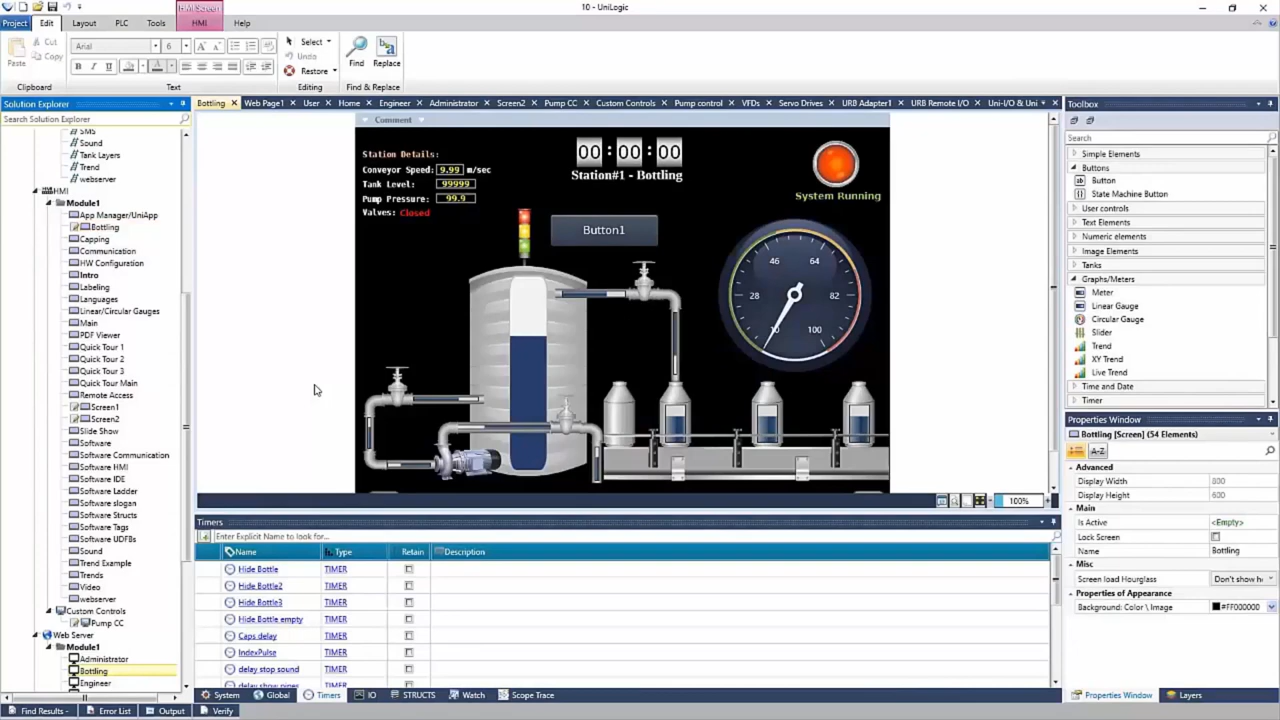 10 - UniLogic
HMI Screen
Project
Edit
Layout
PLC
Tools
HMI
Help
Paste
Cut
Copy
Clipboard
Arial
6
B I U
Text
Select
Undo
Restore
Editing
Find
Replace
Find & Replace
Solution Explorer
Search Solution Explorer
SMS
Sound
Tank Layers
Trend
webserver
HMI
Module1
App Manager/UniApp
Bottling
Capping
Communication
HW Configuration
Intro
Labeling
Languages
Linear/Circular Gauges
Main
PDF Viewer
Quick Tour 1
Quick Tour 2
Quick Tour 3
Quick Tour Main
Remote Access
Screen1
Screen2
Slide Show
Software
Software Communication
Software HMI
Software IDE
Software Ladder
Software slogan
Software Structs
Software Tags
Software UDFBs
Sound
Trend Example
Trends
Video
webserver
Custom Controls
Pump CC
Web Server
Module1
Administrator
Bottling
Engineer
Bottling
Web Page1
User
Home
Engineer
Administrator
Screen2
Pump CC
Custom Controls
Pump control
VFDs
Servo Drives
URB Adapter1
URB Remote I/O
Uni-I/O & Uni
Comment
Station Details:
Conveyor Speed: 9.99 m/sec
Tank Level: 99999
Pump Pressure: 99.9
Valves: Closed
00 : 00 : 00
Station#1 - Bottling
System Running
Button1
46
64
28
82
10
100
100%
Timers
Enter Explicit Name to look for...
Name Type Retain Description
Hide Bottle TIMER
Hide Bottle2 TIMER
Hide Bottle3 TIMER
Hide Bottle empty TIMER
Caps delay TIMER
IndexPulse TIMER
delay stop sound TIMER
delay show pipes TIMER
System
Global
Timers
IO
STRUCTS
Watch
Scope Trace
Toolbox
Search
Simple Elements
Buttons
Button
State Machine Button
User controls
Text Elements
Numeric elements
Image Elements
Tanks
Graphs/Meters
Meter
Linear Gauge
Circular Gauge
Slider
Trend
XY Trend
Live Trend
Time and Date
Timer
Properties Window
Bottling [Screen] (54 Elements)
A-Z
Advanced
Display Width 800
Display Height 600
Main
Is Active <Empty>
Lock Screen
Name Bottling
Misc
Screen load Hourglass Don't show h
Properties of Appearance
Background: Color \ Image #FF000000
Properties Window
Layers
Find Results -
Error List
Output
Verify